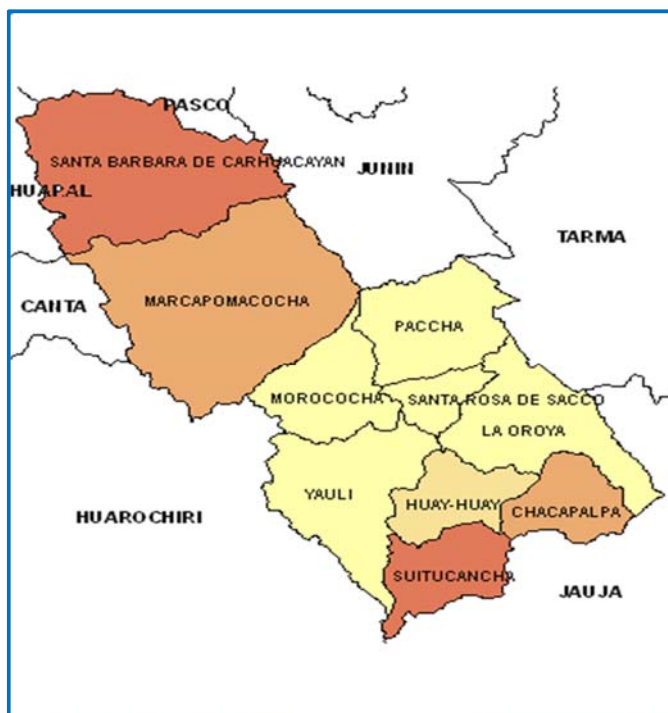 PASCO
SANTA BARBARA DE CARHUACAYAN
JUNIN
HUARAL
TARMA
CANTA
MARCAPOMACOCHA
PACCHA
MOROCOCHA
SANTA ROSA DE SACCO
LA OROYA
YAULI
HUAY-HUAY
CHACAPALPA
HUAROCHIRI
SUITUCANCHA
JAUJA